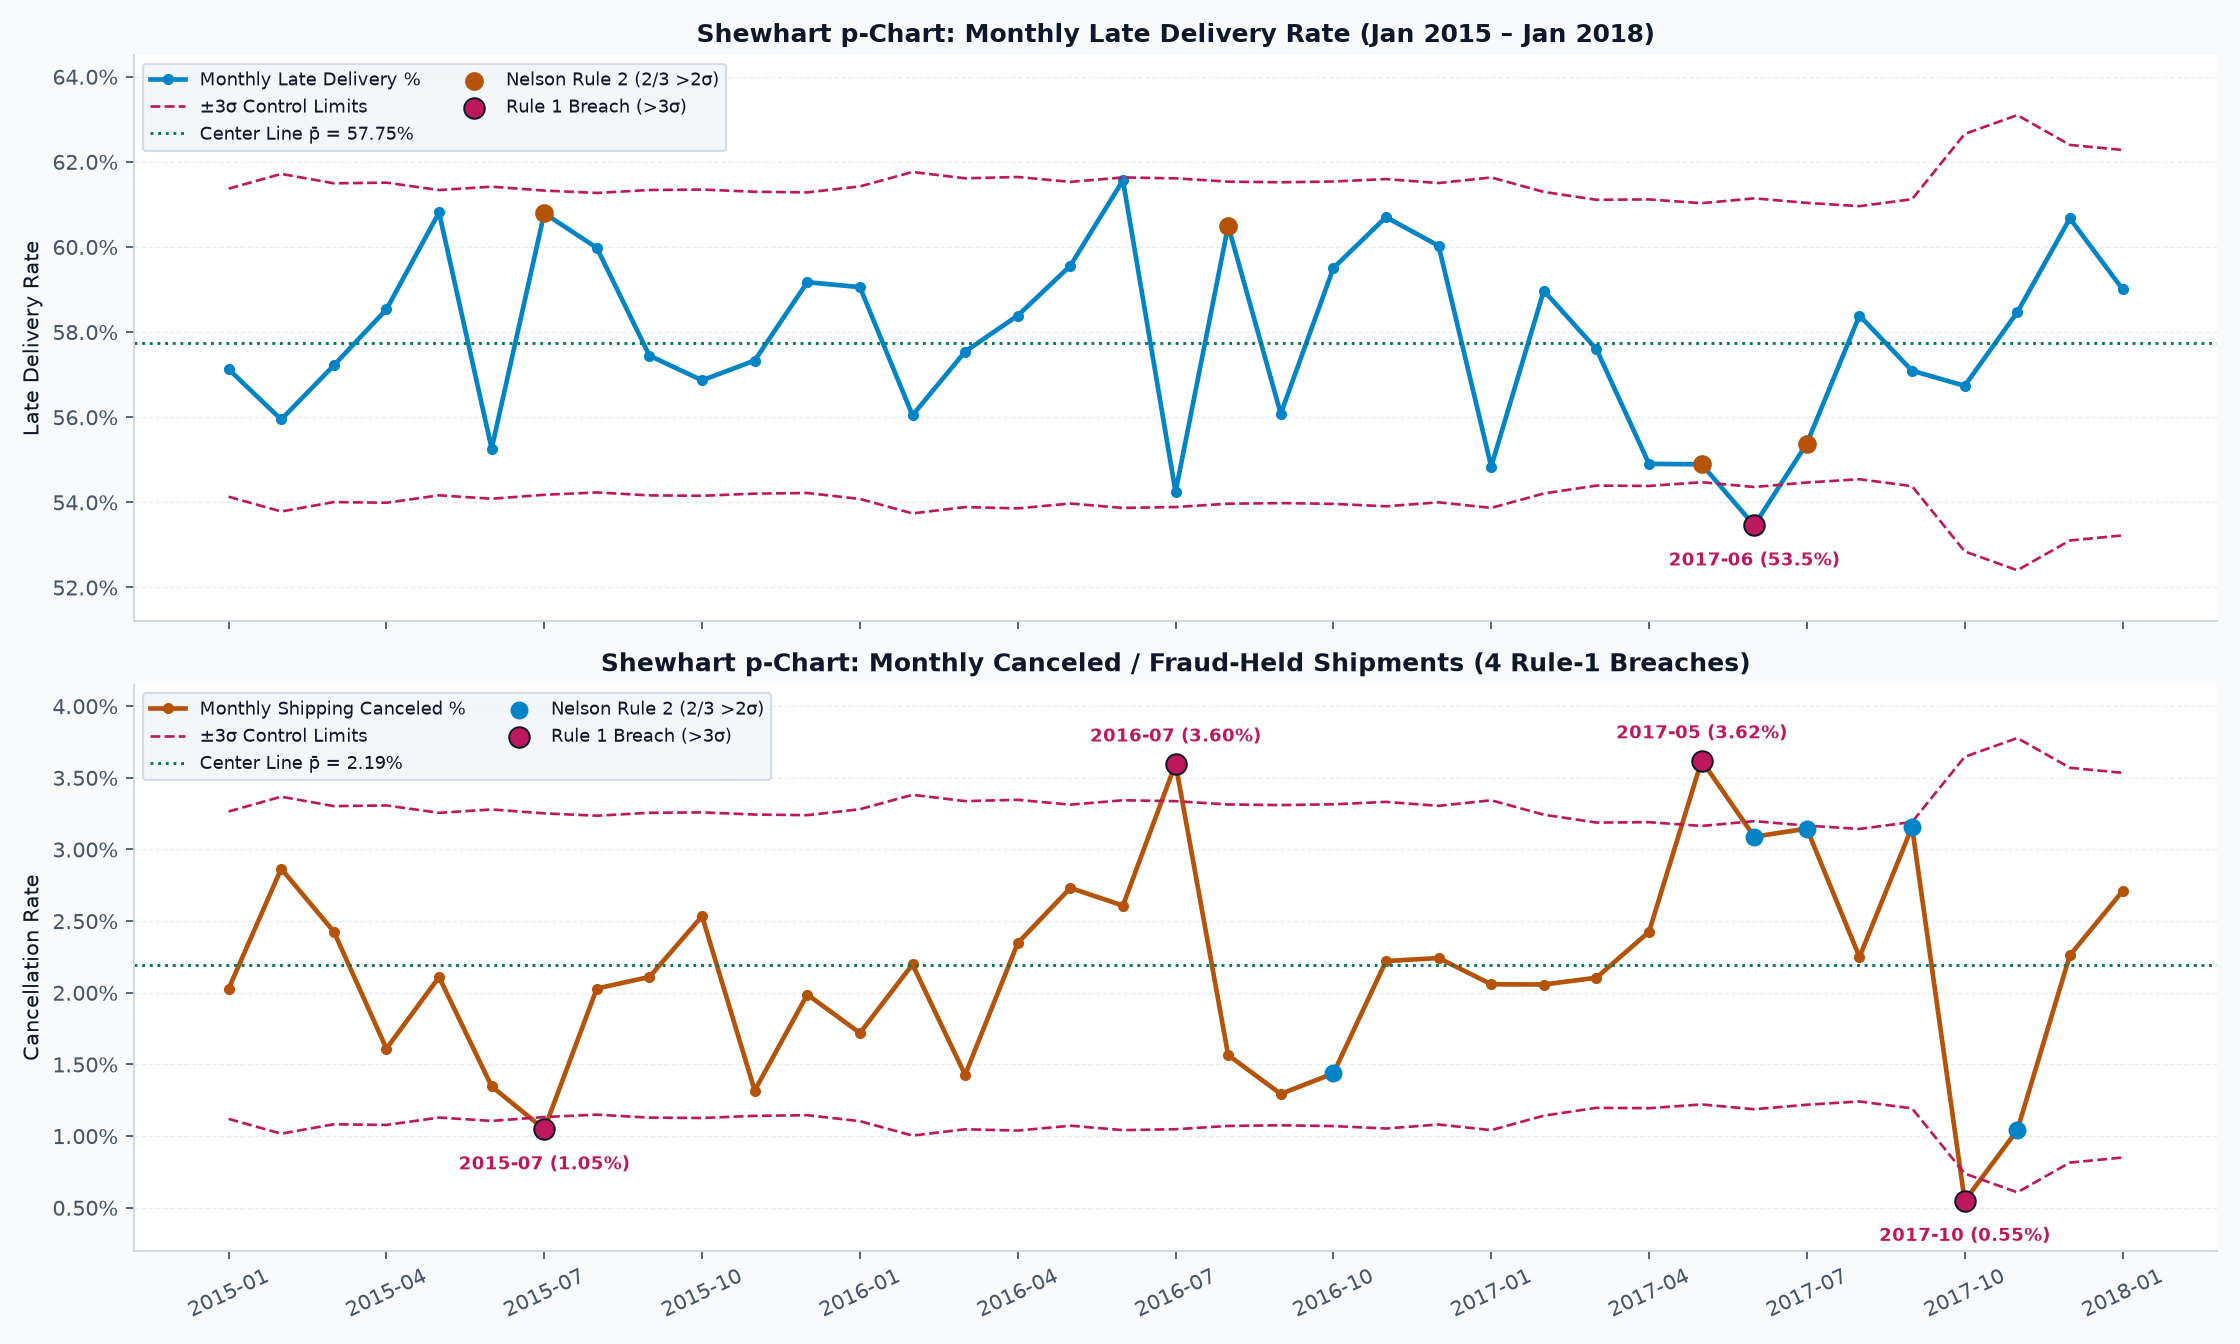 Shewhart p-Chart: Monthly Late Delivery Rate (Jan 2015 – Jan 2018)
Monthly Late Delivery %
±3σ Control Limits
Center Line p̄ = 57.75%
Nelson Rule 2 (2/3 >2σ)
Rule 1 Breach (>3σ)
Late Delivery Rate
64.0%
62.0%
60.0%
58.0%
56.0%
54.0%
52.0%
2017-06 (53.5%)
Shewhart p-Chart: Monthly Canceled / Fraud-Held Shipments (4 Rule-1 Breaches)
Monthly Shipping Canceled %
±3σ Control Limits
Center Line p̄ = 2.19%
Nelson Rule 2 (2/3 >2σ)
Rule 1 Breach (>3σ)
Cancellation Rate
4.00%
3.50%
3.00%
2.50%
2.00%
1.50%
1.00%
0.50%
2016-07 (3.60%)
2017-05 (3.62%)
2015-07 (1.05%)
2017-10 (0.55%)
2015-01
2015-04
2015-07
2015-10
2016-01
2016-04
2016-07
2016-10
2017-01
2017-04
2017-07
2017-10
2018-01